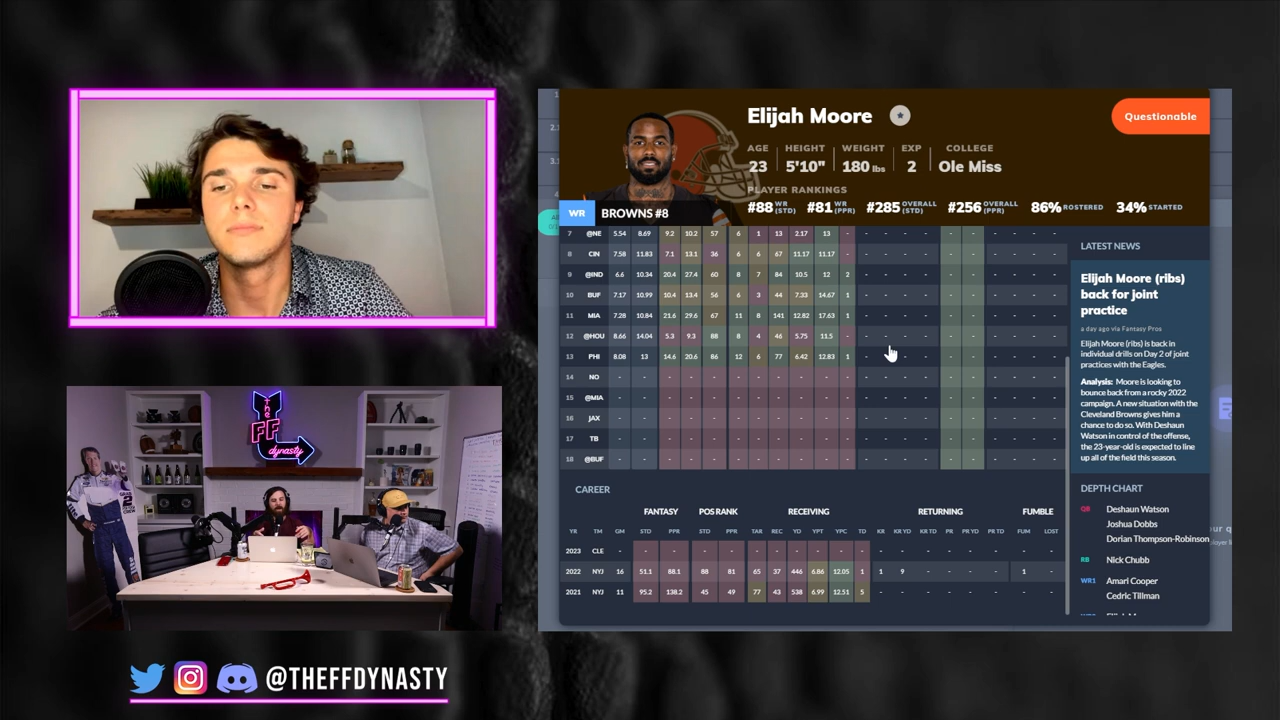 Elijah Moore
Questionable
AGE HEIGHT WEIGHT EXP COLLEGE
23 5'10" 180 lbs 2 Ole Miss
PLAYER RANKINGS
#88 WR (STD) #81 WR (PPR) #285 OVERALL (STD) #256 OVERALL (PPR) 86% ROSTERED 34% STARTED
WR BROWNS #8
7 @NE 5.54 8.69 9.2 10.2 57 6 1 13 2.17 13 -
8 CIN 7.58 11.83 7.1 13.1 36 6 6 67 11.17 11.17 -
9 @IND 6.6 10.34 20.4 27.4 60 8 7 84 10.5 12 2
10 BUF 7.17 10.99 10.4 13.4 56 6 3 44 7.33 14.67 1
11 MIA 7.28 10.84 21.6 29.6 67 11 8 141 12.82 17.63 1
12 @HOU 8.66 14.04 5.3 9.3 88 8 4 46 5.75 11.5 -
13 PHI 8.08 13 14.6 20.6 86 12 6 77 6.42 12.83 1
14 NO
15 @MIA
16 JAX
17 TB
18 @BUF
LATEST NEWS
Elijah Moore (ribs)
back for joint
practice
a day ago via Fantasy Pros
Elijah Moore (ribs) is back in
individual drills on Day 2 of joint
practices with the Eagles.
Analysis: Moore is looking to
bounce back from a rocky 2022
campaign. A new situation with the
Cleveland Browns gives him a
chance to do so. With Deshaun
Watson in control of the offense,
the 23-year-old is expected to line
up all of the field this season.
DEPTH CHART
QB Deshaun Watson
Joshua Dobbs
Dorian Thompson-Robinson
RB Nick Chubb
WR1 Amari Cooper
Cedric Tillman
CAREER
FANTASY POS RANK RECEIVING RETURNING FUMBLE
YR TM GM STD PPR STD PPR TAR REC YD YPT YPC TD KR KR YD KR TD PR PR YD PR TD FUM LOST
2023 CLE - - - - - - - - - - - - - - - - - - -
2022 NYJ 16 51.1 88.1 88 81 65 37 446 6.86 12.05 1 1 9 - - - - 1 -
2021 NYJ 11 95.2 138.2 45 49 77 43 538 6.99 12.51 5 - - - - - - - -
the
FF
dynasty
@THEFFDYNASTY